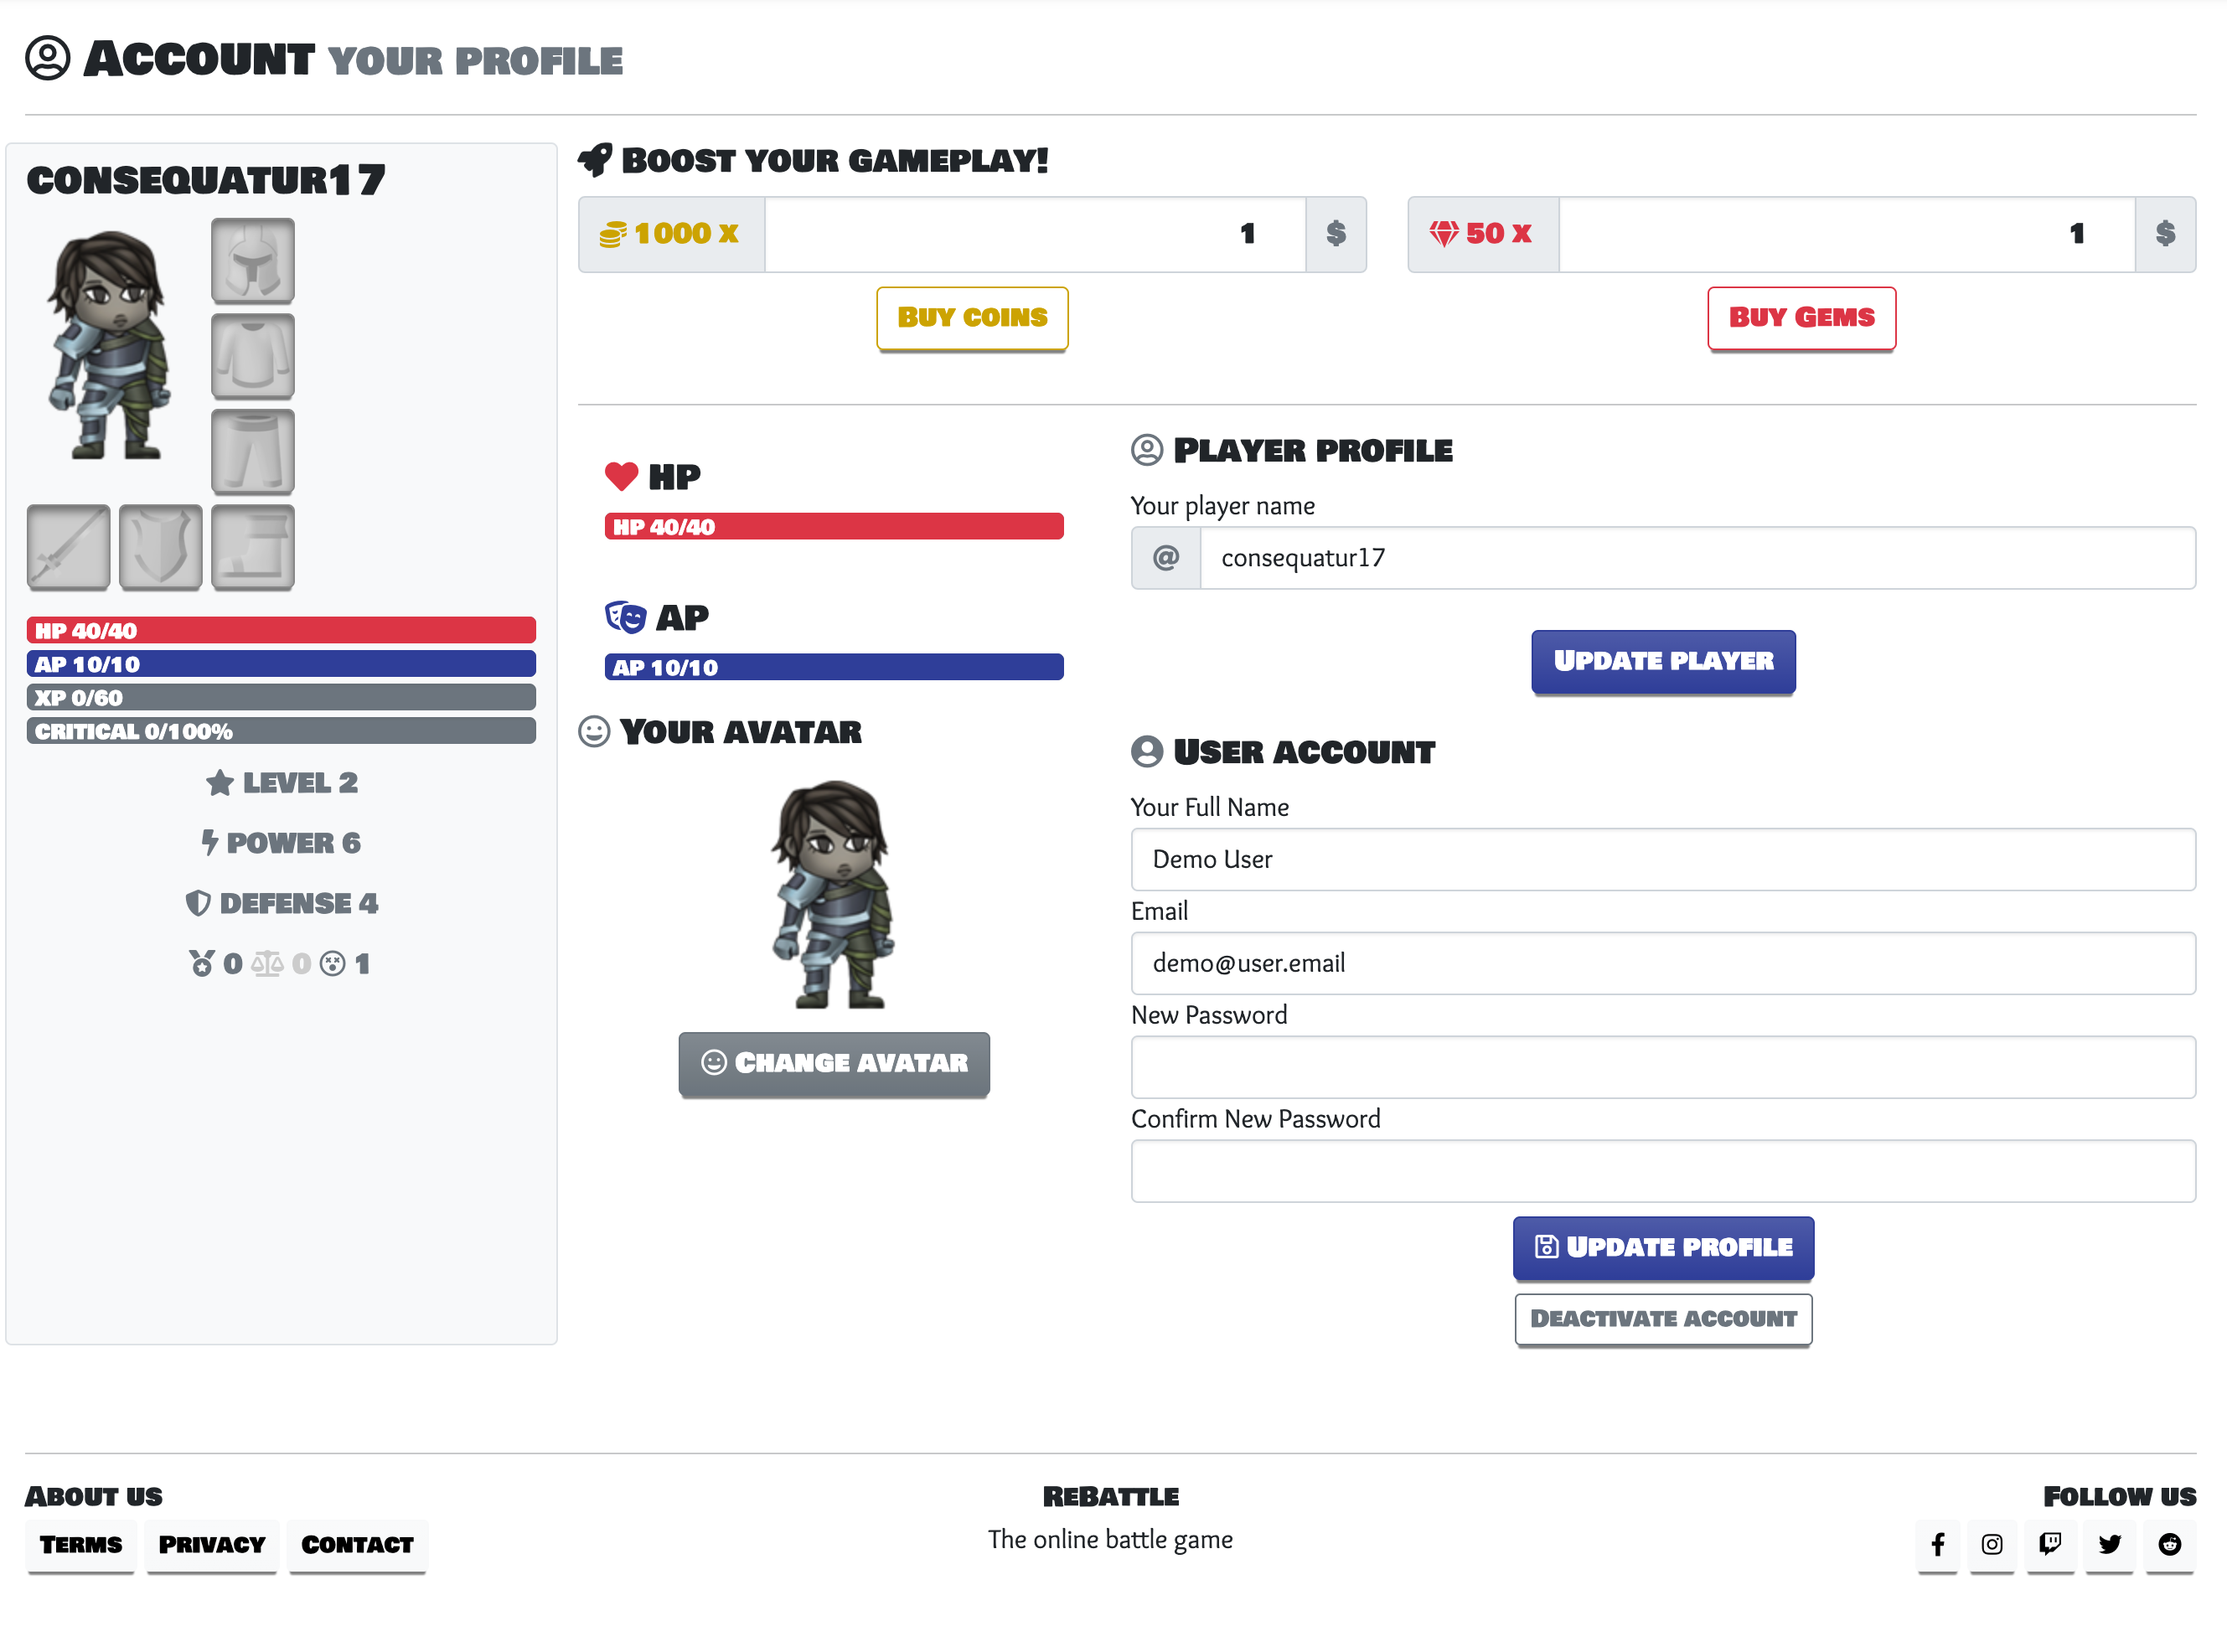 Account your profile
consequatur17
HP 40/40
AP 10/10
XP 0/60
CRITICAL 0/100%
LEVEL 2
POWER 6
DEFENSE 4
0 0 1
Boost your gameplay!
1000 x 1 $
Buy coins
50 x 1 $
Buy Gems
HP
HP 40/40
AP
AP 10/10
Your avatar
Change avatar
Player profile
Your player name
@ consequatur17
Update player
User account
Your Full Name
Demo User
Email
demo@user.email
New Password
Confirm New Password
Update profile
Deactivate account
About us
Terms Privacy Contact
ReBattle
The online battle game
Follow us